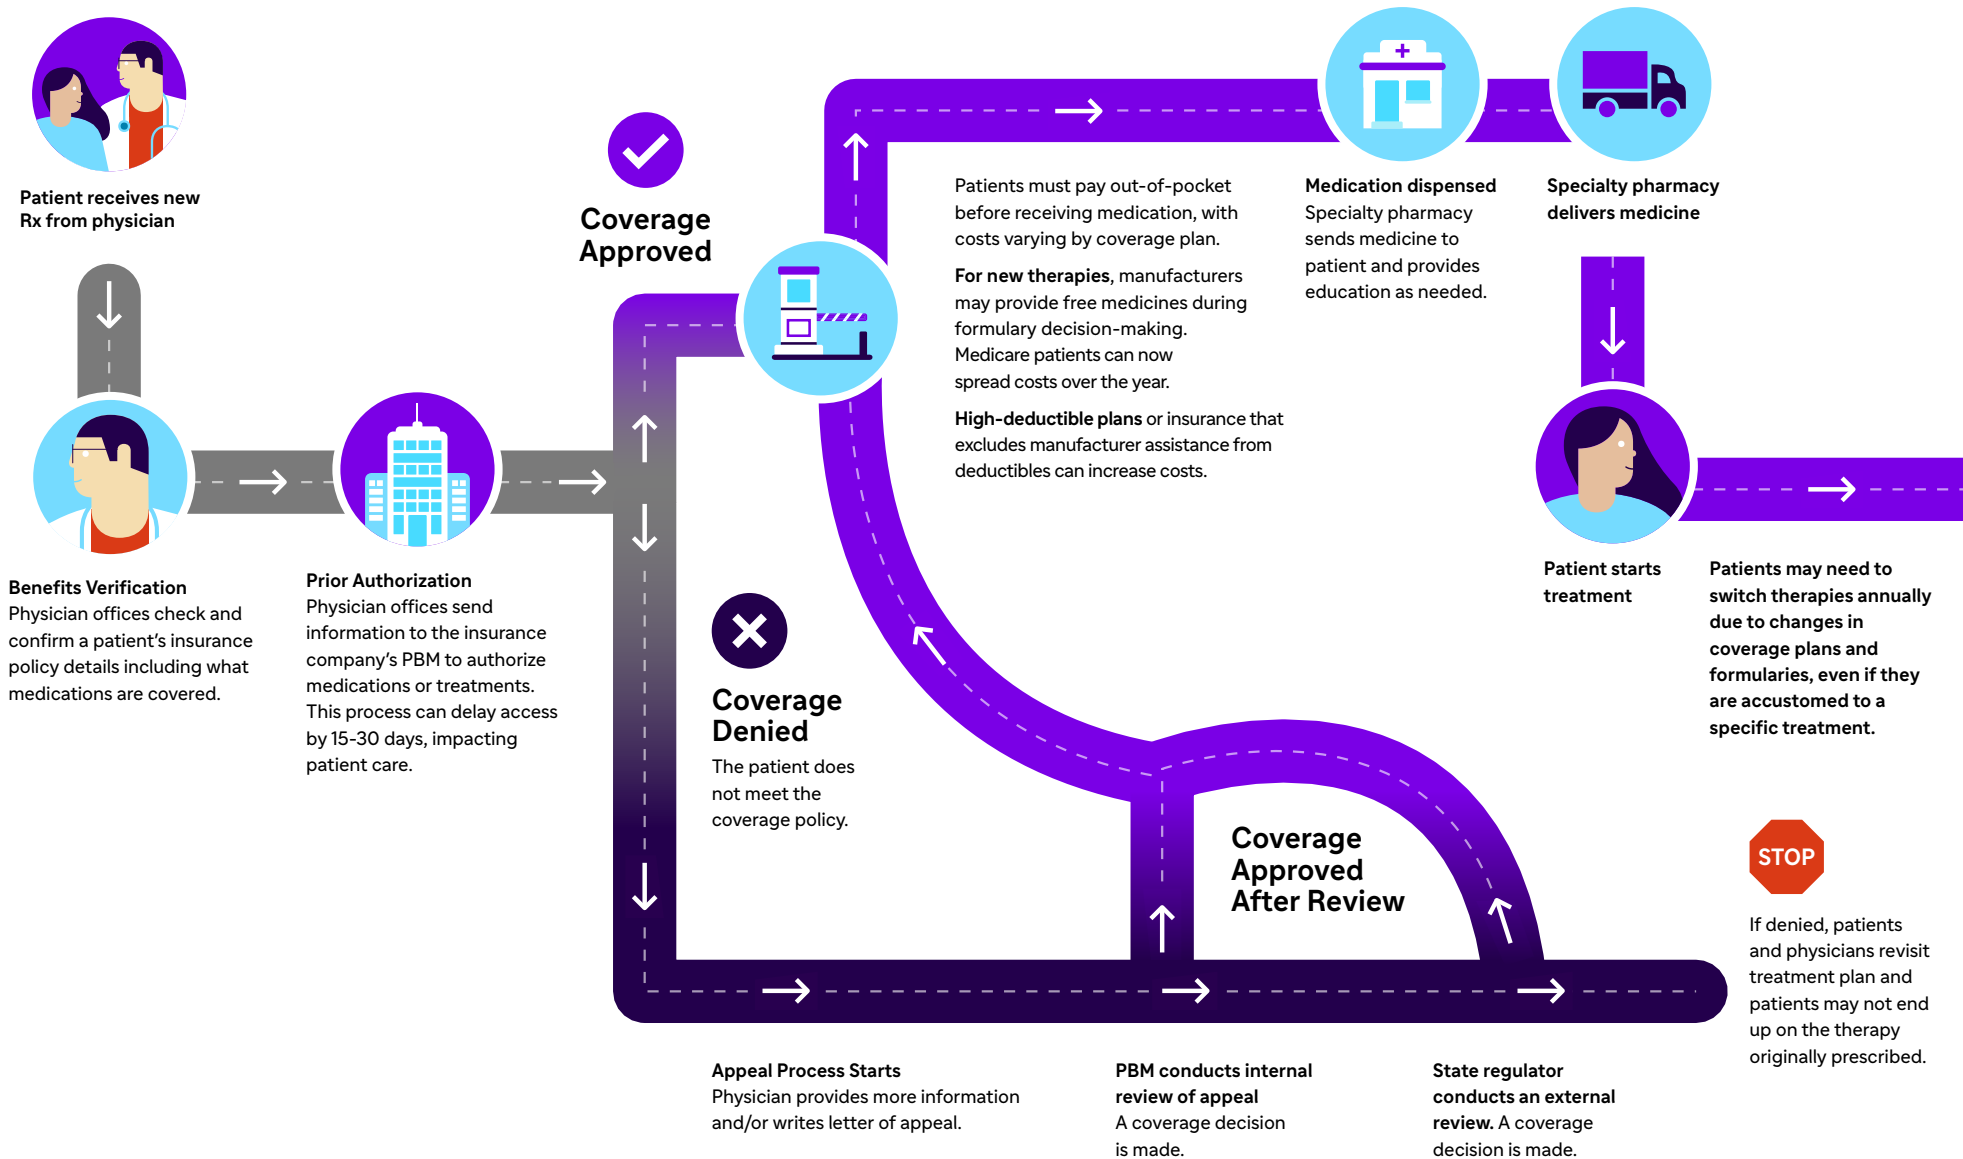 Patient receives new
Rx from physician
Benefits Verification
Physician offices check and
confirm a patient's insurance
policy details including what
medications are covered.
Prior Authorization
Physician offices send
information to the insurance
company's PBM to authorize
medications or treatments.
This process can delay access
by 15-30 days, impacting
patient care.
Coverage
Approved
Coverage
Denied
The patient does
not meet the
coverage policy.
Patients must pay out-of-pocket
before receiving medication, with
costs varying by coverage plan.
For new therapies, manufacturers
may provide free medicines during
formulary decision-making.
Medicare patients can now
spread costs over the year.
High-deductible plans or insurance that
excludes manufacturer assistance from
deductibles can increase costs.
Medication dispensed
Specialty pharmacy
sends medicine to
patient and provides
education as needed.
Specialty pharmacy
delivers medicine
Patient starts
treatment
Patients may need to
switch therapies annually
due to changes in
coverage plans and
formularies, even if they
are accustomed to a
specific treatment.
Coverage
Approved
After Review
STOP
If denied, patients
and physicians revisit
treatment plan and
patients may not end
up on the therapy
originally prescribed.
Appeal Process Starts
Physician provides more information
and/or writes letter of appeal.
PBM conducts internal
review of appeal
A coverage decision
is made.
State regulator
conducts an external
review. A coverage
decision is made.